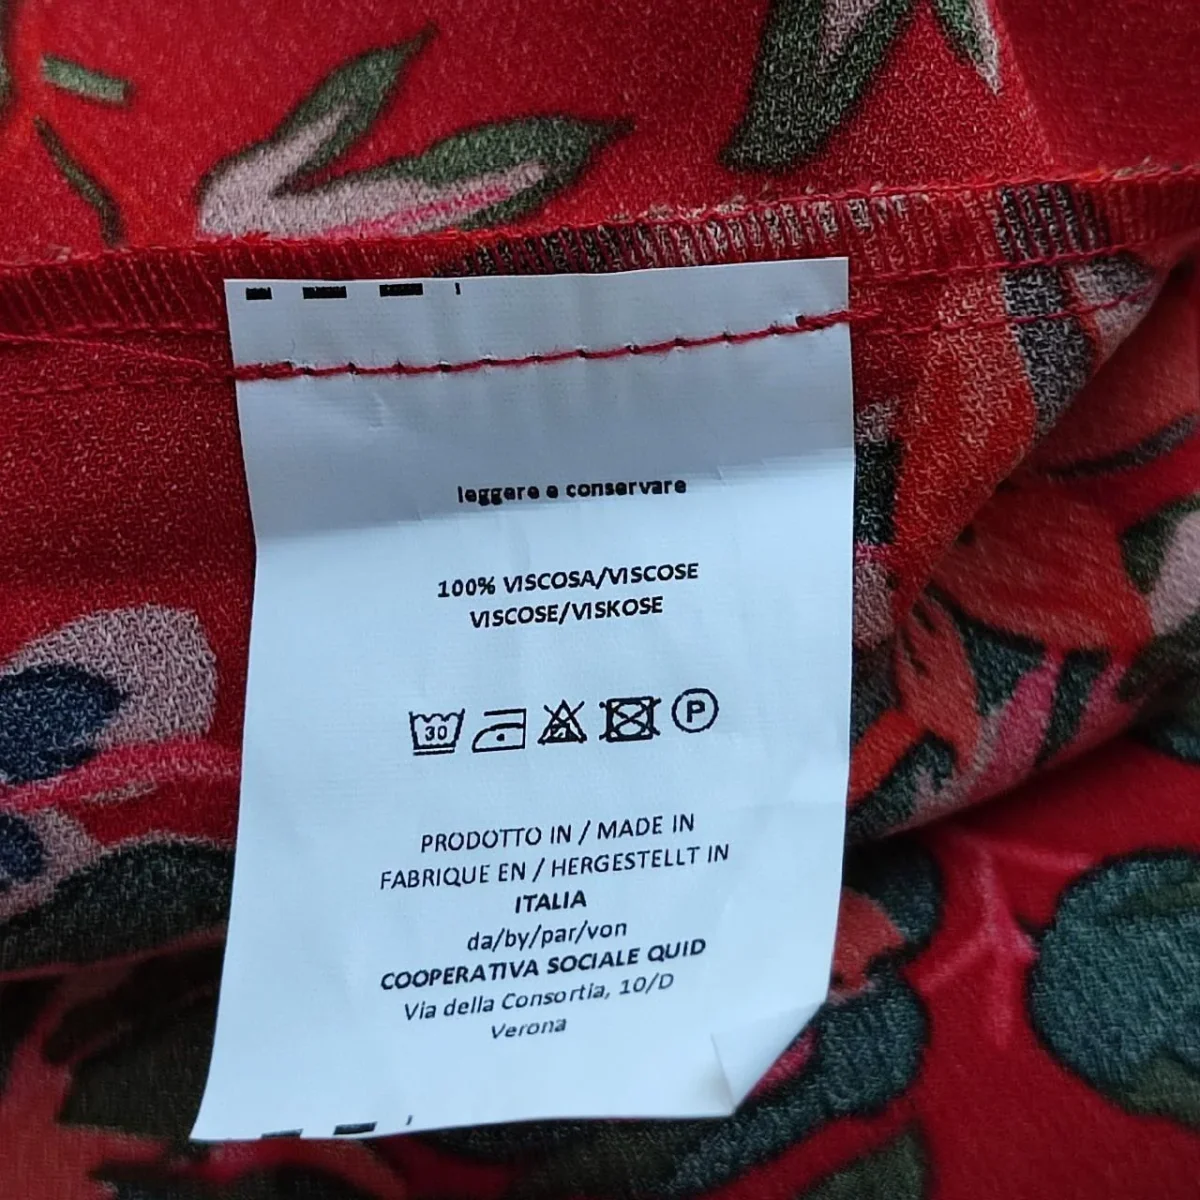 leggere e conservare
100% VISCOSA/VISCOSE
VISCOSE/VISKOSE
30 P
PRODOTTO IN / MADE IN
FABRIQUE EN / HERGESTELLT IN
ITALIA
da/by/par/von
COOPERATIVA SOCIALE QUID
Via della Consortia, 10/D
Verona